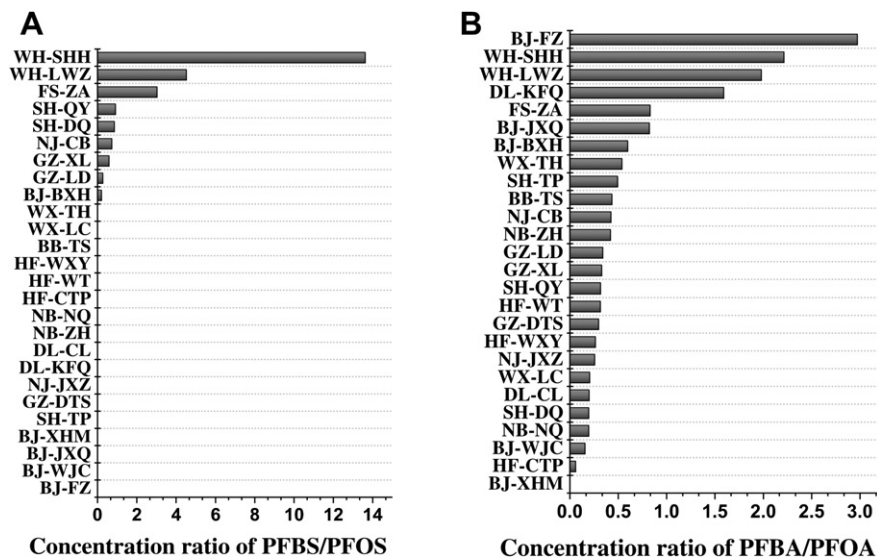 A
WH-SHH
WH-LWZ
FS-ZA
SH-QY
SH-DQ
NJ-CB
GZ-XL
GZ-LD
BJ-BXH
WX-TH
WX-LC
BB-TS
HF-WXY
HF-WT
HF-CTP
NB-NQ
NB-ZH
DL-CL
DL-KFQ
NJ-JXZ
GZ-DTS
SH-TP
BJ-XHM
BJ-JXQ
BJ-WJC
BJ-FZ
0 2 4 6 8 10 12 14
Concentration ratio of PFBS/PFOS
B
BJ-FZ
WH-SHH
WH-LWZ
DL-KFQ
FS-ZA
BJ-JXQ
BJ-BXH
WX-TH
SH-TP
BB-TS
NJ-CB
NB-ZH
GZ-LD
GZ-XL
SH-QY
HF-WT
GZ-DTS
HF-WXY
NJ-JXZ
WX-LC
DL-CL
SH-DQ
NB-NQ
BJ-WJC
HF-CTP
BJ-XHM
0.0 0.5 1.0 1.5 2.0 2.5 3.0
Concentration ratio of PFBA/PFOA